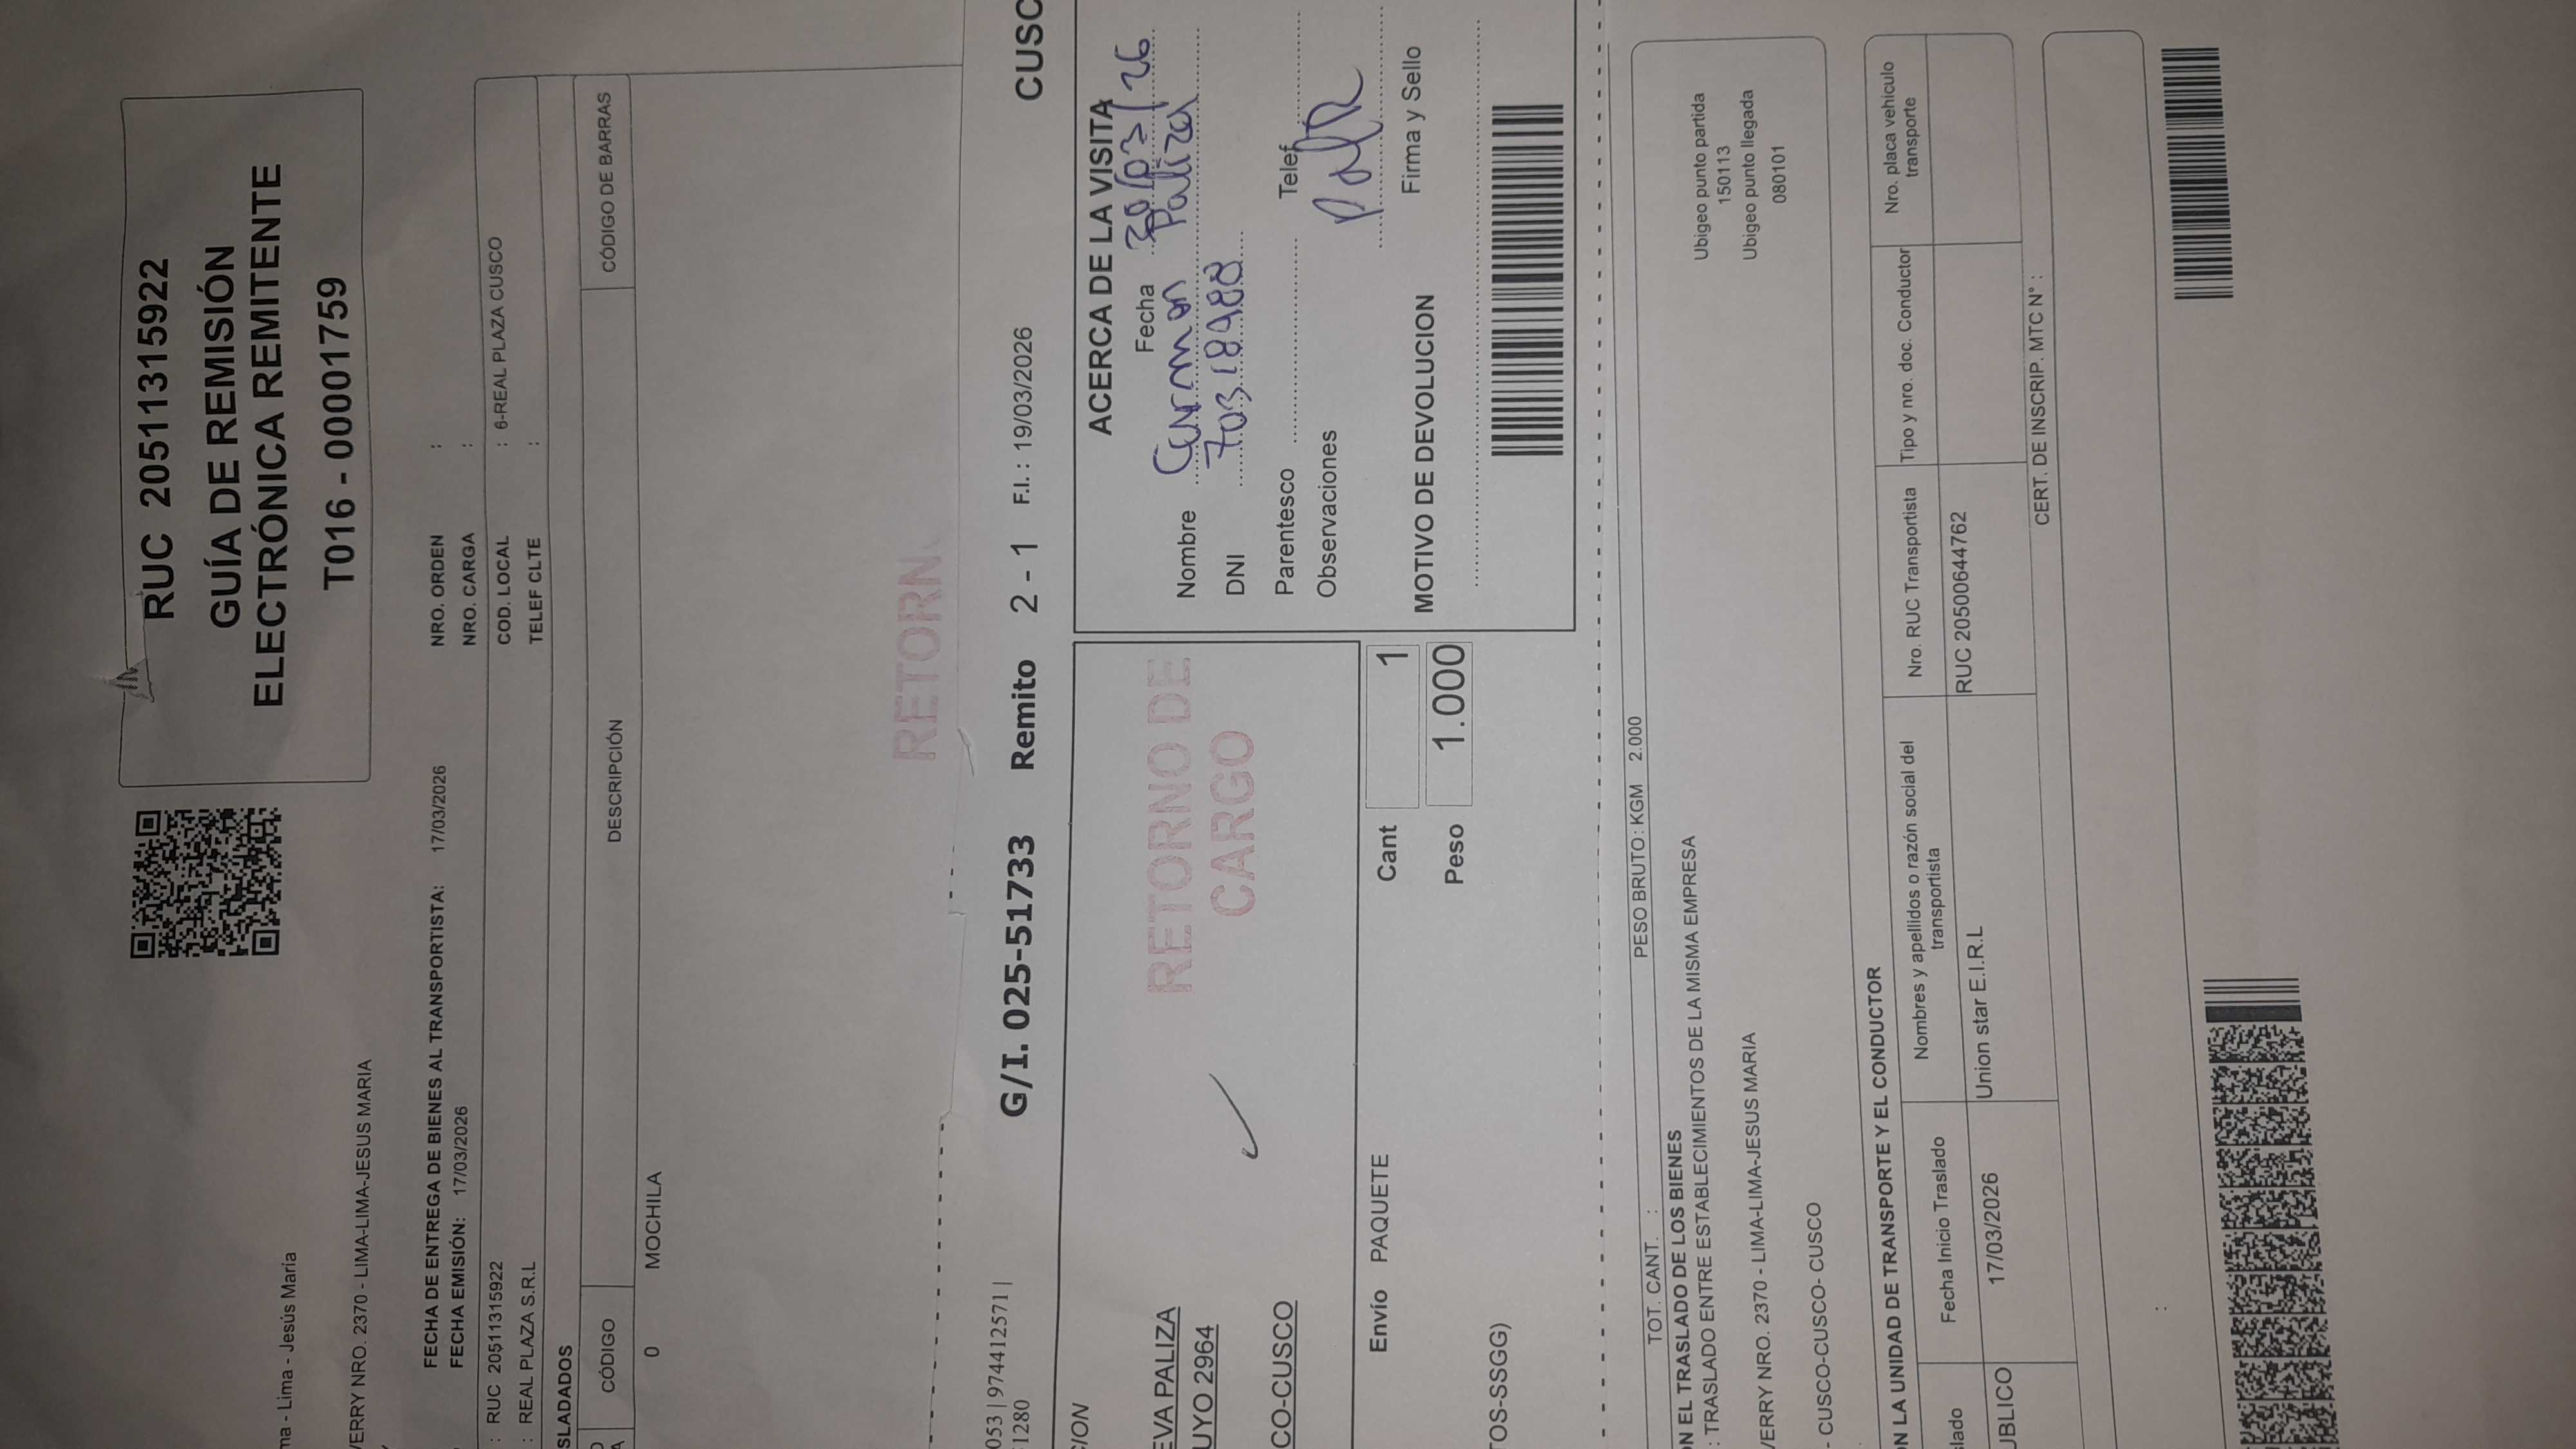 RUC 20511315922
GUÍA DE REMISIÓN
ELECTRÓNICA REMITENTE
T016 - 00001759
- Lima - Jesús Maria
VERRY NRO. 2370 - LIMA-LIMA-JESUS MARIA
FECHA DE ENTREGA DE BIENES AL TRANSPORTISTA: 17/03/2026
FECHA EMISIÓN: 17/03/2026
NRO. ORDEN :
NRO. CARGA :
: RUC 20511315922
COD. LOCAL : 6-REAL PLAZA CUSCO
: REAL PLAZA S.R.L
TELEF CLTE :
SLADADOS
CÓDIGO DESCRIPCIÓN CÓDIGO DE BARRAS
0 MOCHILA
RETORN
053 | 974412571 |
1280
G/I. 025-51733 Remito 2 - 1 F.I. : 19/03/2026 CUSC
EVA PALIZA
UYO 2964
CO-CUSCO
RETORNO DE
CARGO
Envío PAQUETE
Cant 1
Peso 1.000
TOS-SSGG)
ACERCA DE LA VISITA
Fecha 30/03/26
Nombre Carmen Paliza
DNI 70318988
Parentesco Telef
Observaciones
MOTIVO DE DEVOLUCION Firma y Sello
TOT. CANT. : PESO BRUTO: KGM 2.000
N EL TRASLADO DE LOS BIENES
: TRASLADO ENTRE ESTABLECIMIENTOS DE LA MISMA EMPRESA
VERRY NRO. 2370 - LIMA-LIMA-JESUS MARIA
- CUSCO-CUSCO- CUSCO
Ubigeo punto partida
150113
Ubigeo punto llegada
080101
N LA UNIDAD DE TRANSPORTE Y EL CONDUCTOR
slado Fecha Inicio Traslado Nombres y apellidos o razón social del transportista Nro. RUC Transportista Tipo y nro. doc. Conductor Nro. placa vehículo transporte
ÚBLICO 17/03/2026 Union star E.I.R.L RUC 20500644762
CERT. DE INSCRIP. MTC N° :